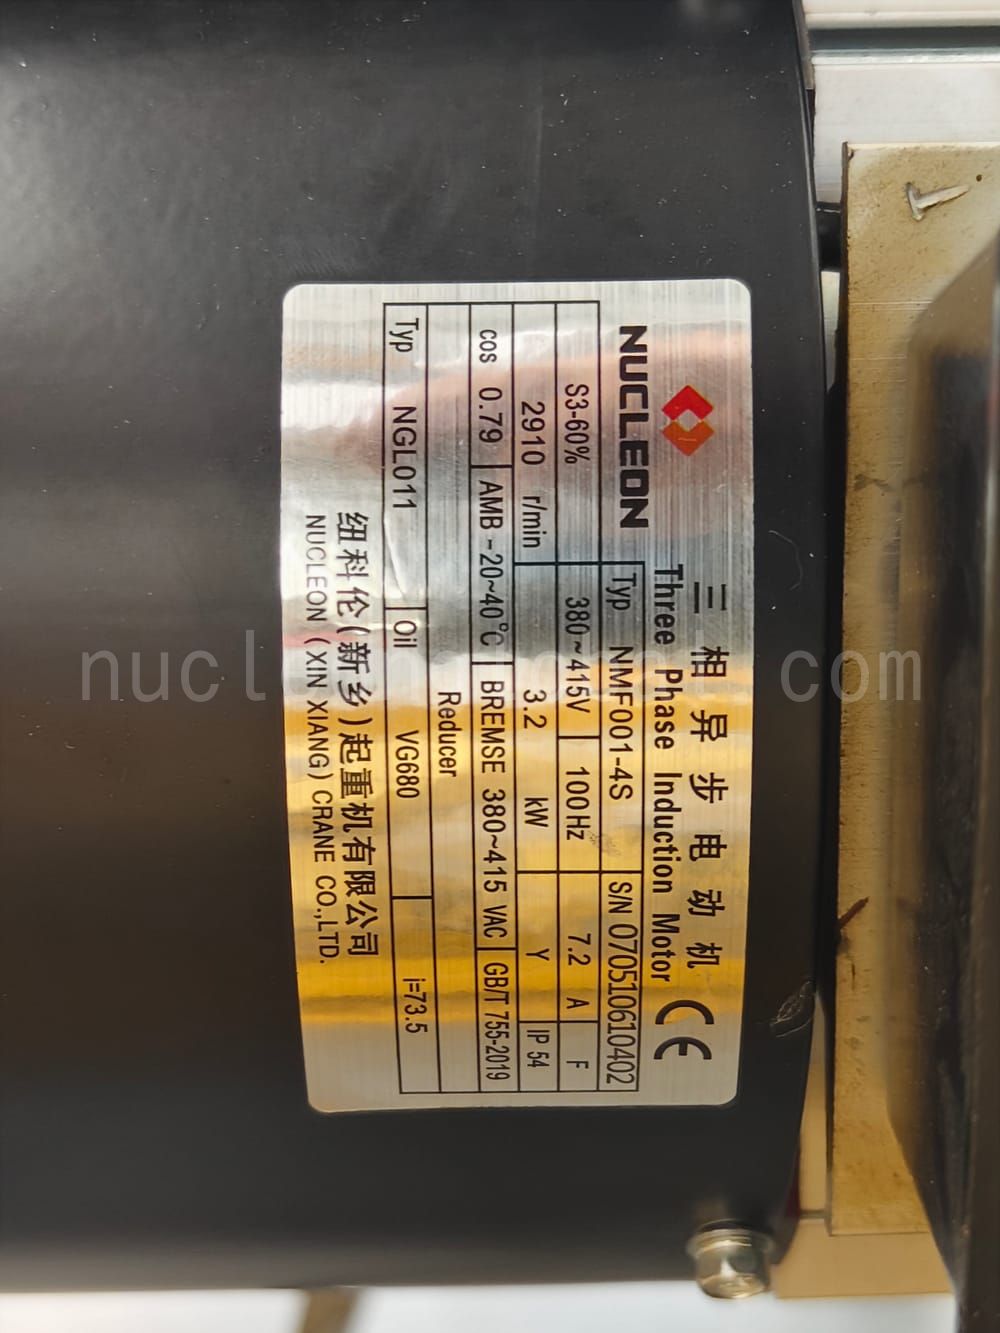 三相异步电动机
NUCLEON Three Phase Induction Motor CE
Typ NMF001-4S S/N 070510610402
S3-60% 380~415V 100Hz 7.2 A F
2910 r/min 3.2 kW Y IP 54
cos 0.79 AMB -20~40℃ BREMSE 380~415 VAC GB/T 755-2019
Reducer
Typ NGL011 Oil VG680 i=73.5
纽科伦(新乡)起重机有限公司
NUCLEON (XIN XIANG) CRANE CO.,LTD.